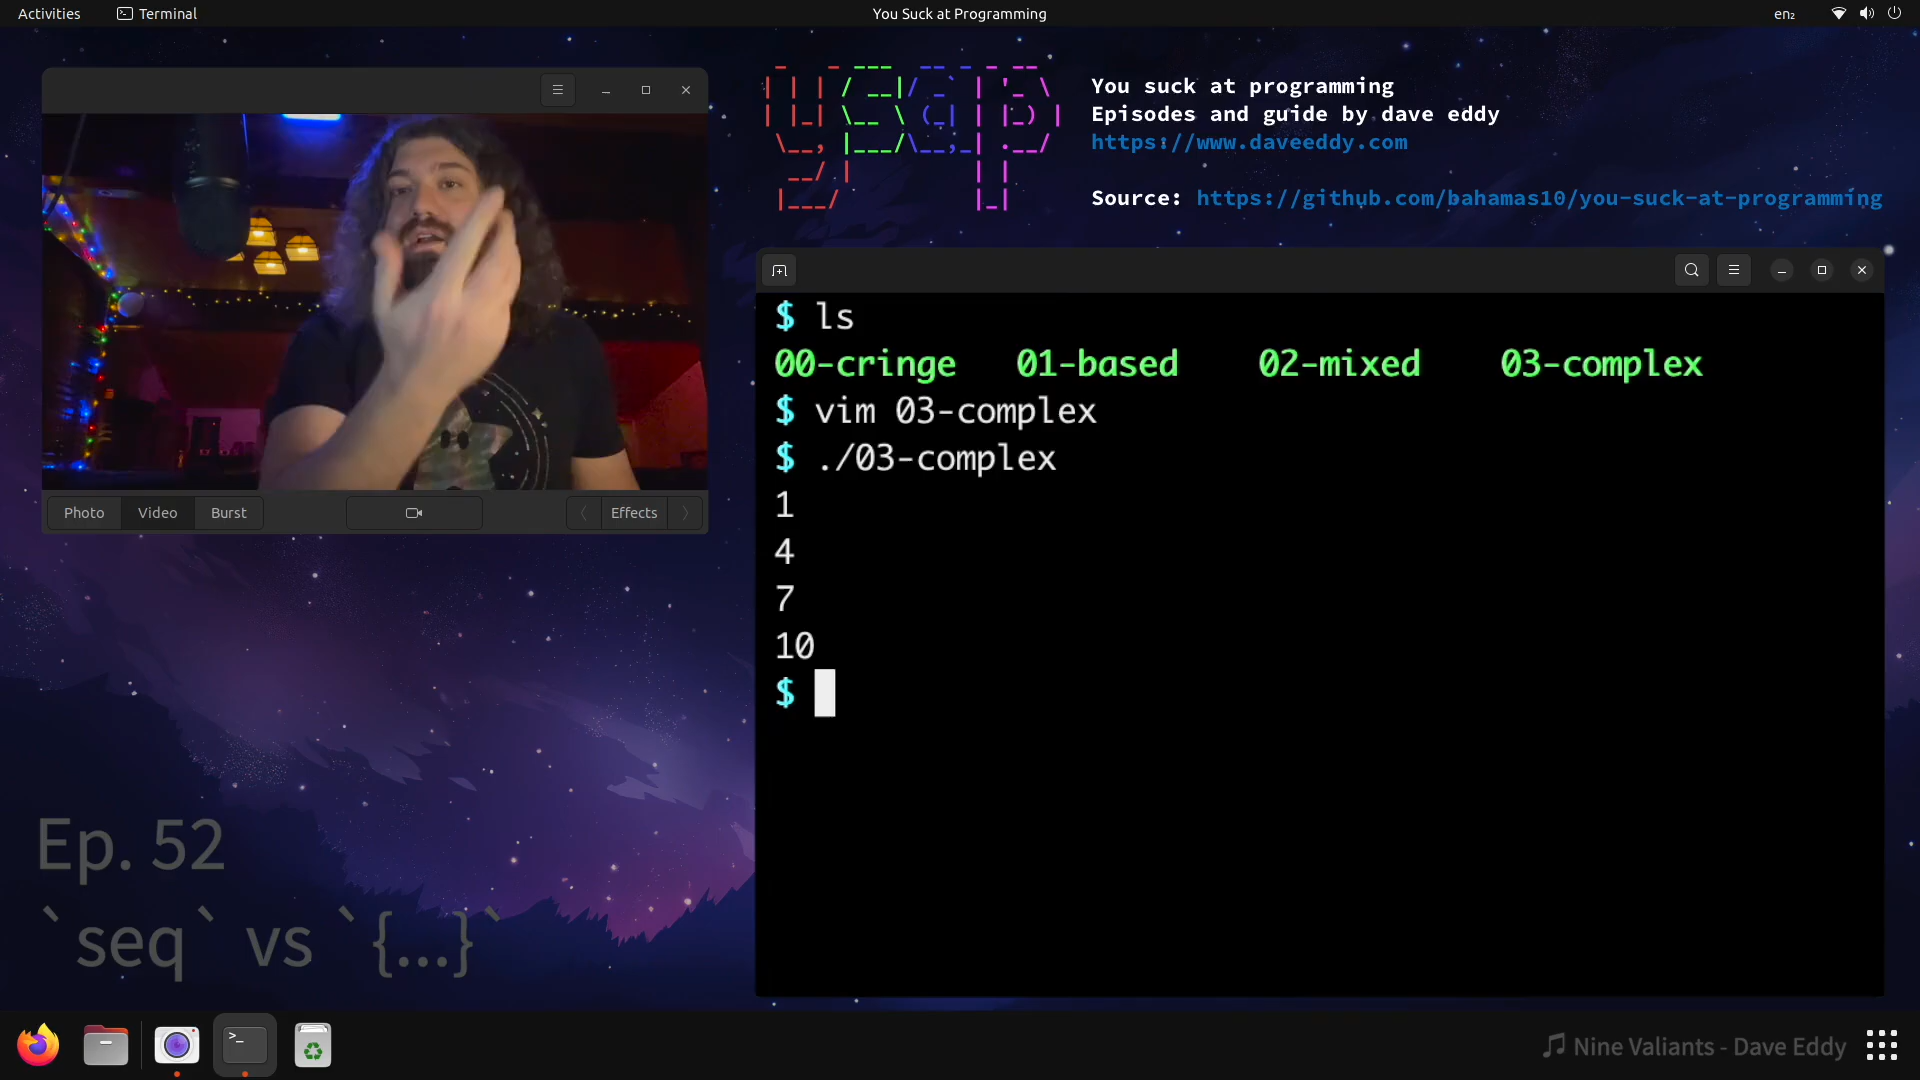 Activities
Terminal
You Suck at Programming
en₂
You suck at programming
Episodes and guide by dave eddy
https://www.daveeddy.com
Source: https://github.com/bahamas10/you-suck-at-programming
Photo
Video
Burst
Effects
$ ls
00-cringe 01-based 02-mixed 03-complex
$ vim 03-complex
$ ./03-complex
1
4
7
10
$
Ep. 52
`seq` vs `{...}`
Nine Valiants - Dave Eddy